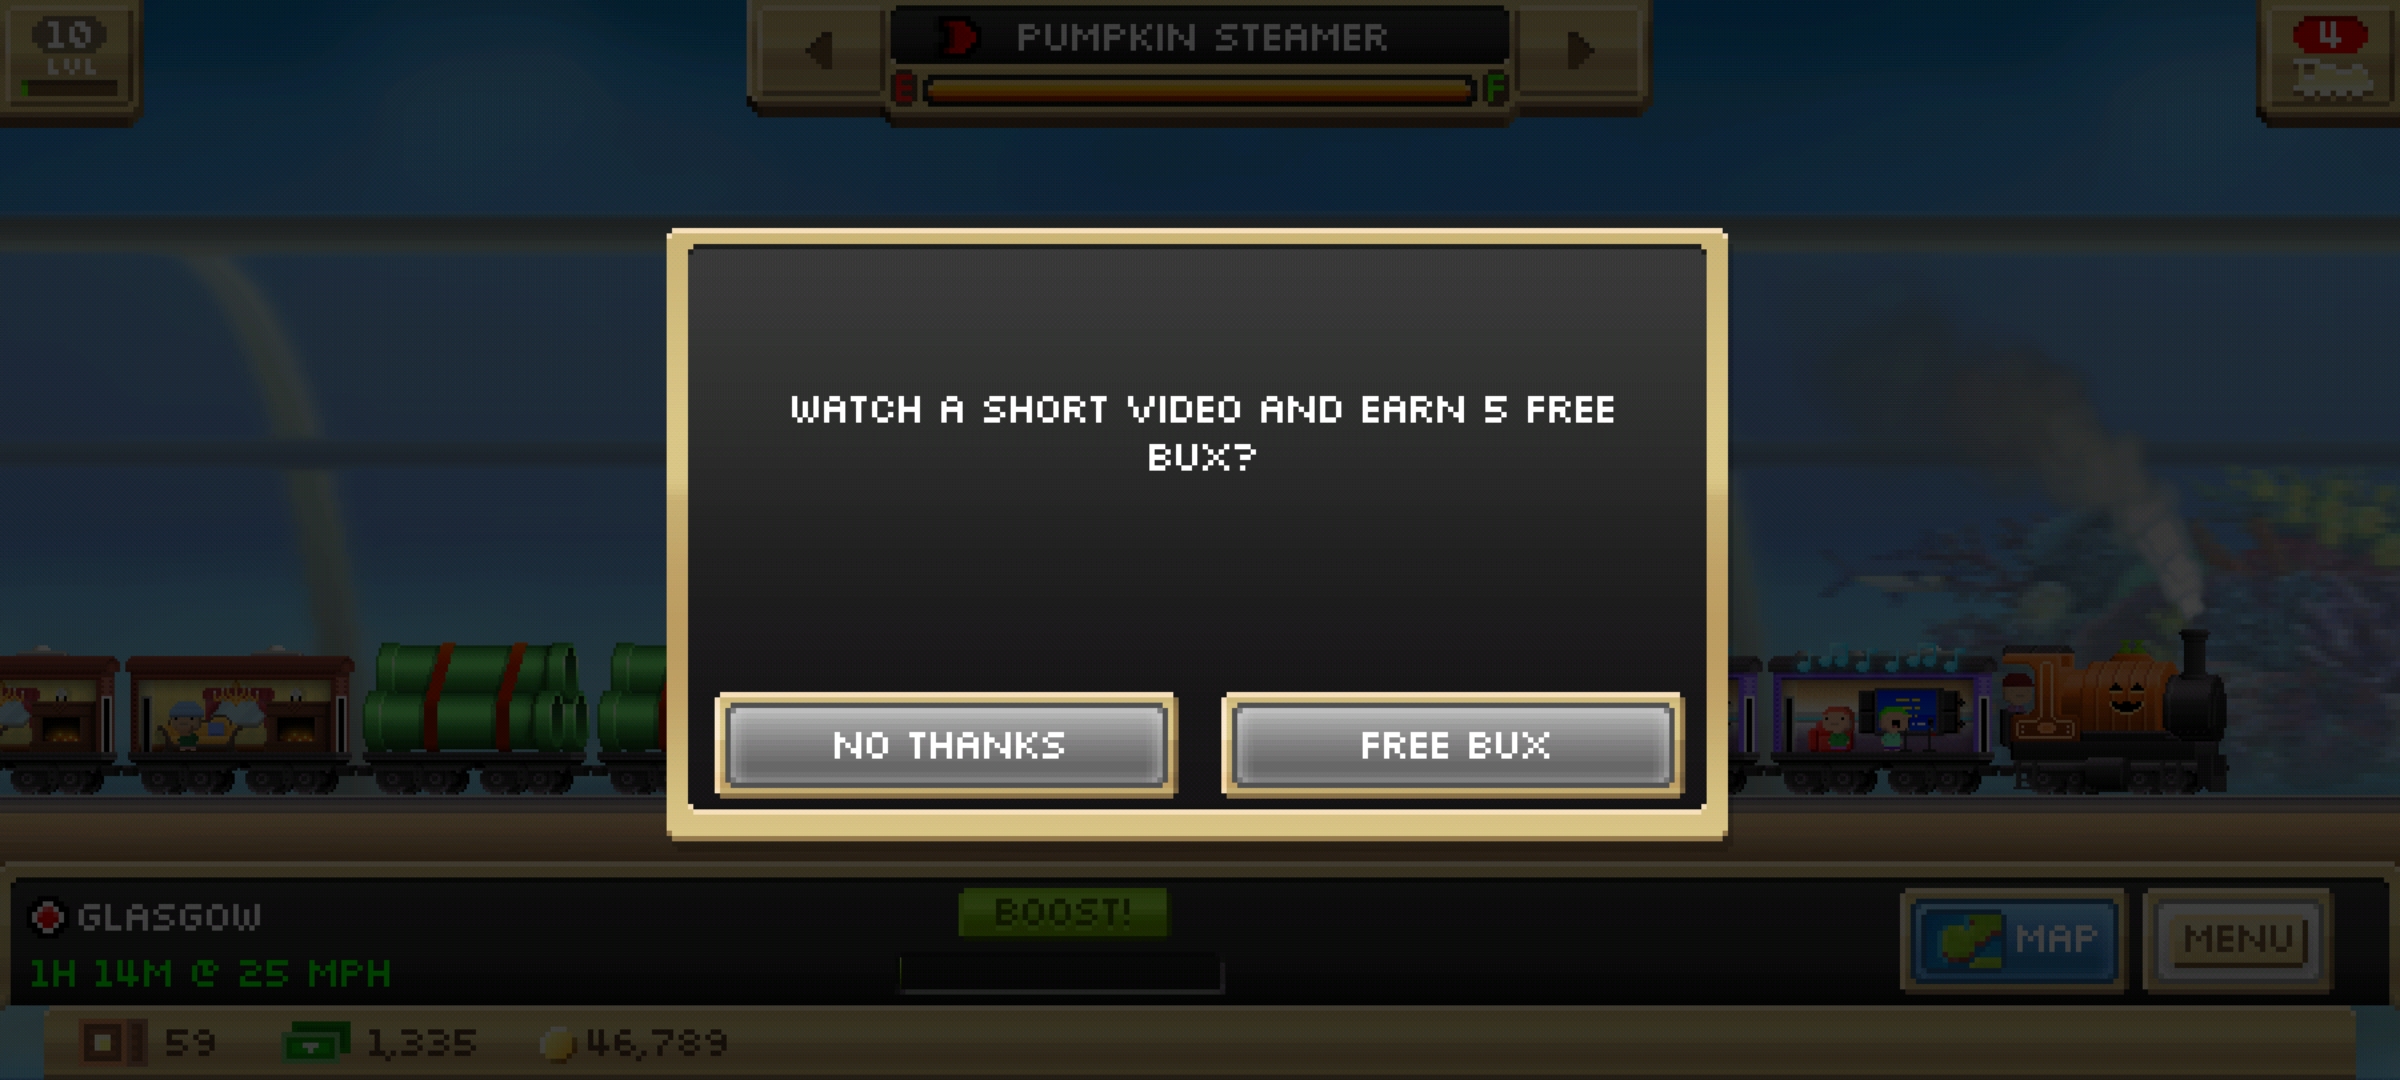 10
LVL
PUMPKIN STEAMER
E
F
4
WATCH A SHORT VIDEO AND EARN 5 FREE
BUX?
NO THANKS
FREE BUX
GLASGOW
1H 14M @ 25 MPH
BOOST!
MAP
MENU
59
1,335
46,789